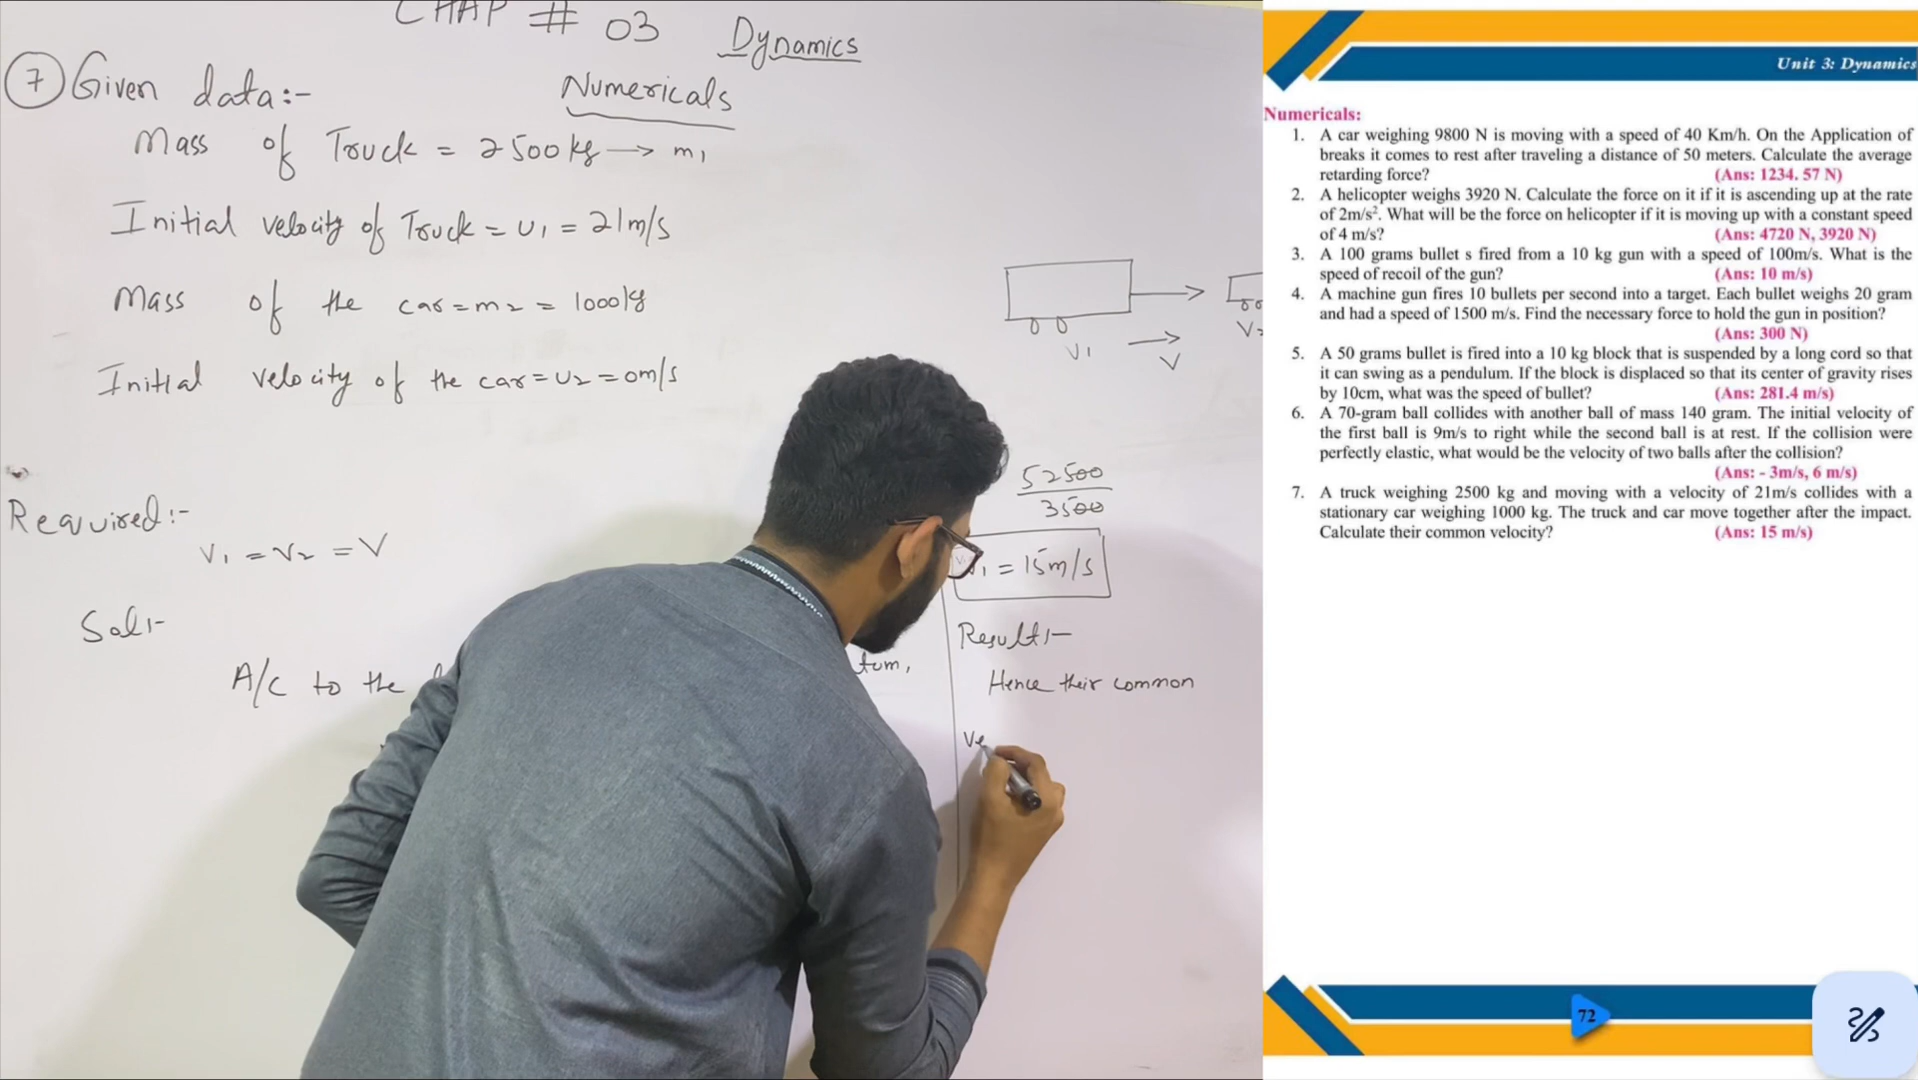 CHAP # 03 Dynamics
Numericals
7 Given data:-
Mass of Truck = 2500 kg → m1
Initial velocity of Truck = U1 = 21m/s
Mass of the car = m2 = 1000kg
Initial velocity of the car = U2 = 0m/s
Required:-
V1 = V2 = V
Sol:-
A/C to the
tum,
V1
V
52500
3500
1 = 15m/s
Result:-
Hence their common
Ve
Unit 3: Dynamics
Numericals:
1. A car weighing 9800 N is moving with a speed of 40 Km/h. On the Application of
breaks it comes to rest after traveling a distance of 50 meters. Calculate the average
retarding force? (Ans: 1234. 57 N)
2. A helicopter weighs 3920 N. Calculate the force on it if it is ascending up at the rate
of 2m/s². What will be the force on helicopter if it is moving up with a constant speed
of 4 m/s? (Ans: 4720 N, 3920 N)
3. A 100 grams bullet s fired from a 10 kg gun with a speed of 100m/s. What is the
speed of recoil of the gun? (Ans: 10 m/s)
4. A machine gun fires 10 bullets per second into a target. Each bullet weighs 20 gram
and had a speed of 1500 m/s. Find the necessary force to hold the gun in position?
(Ans: 300 N)
5. A 50 grams bullet is fired into a 10 kg block that is suspended by a long cord so that
it can swing as a pendulum. If the block is displaced so that its center of gravity rises
by 10cm, what was the speed of bullet? (Ans: 281.4 m/s)
6. A 70-gram ball collides with another ball of mass 140 gram. The initial velocity of
the first ball is 9m/s to right while the second ball is at rest. If the collision were
perfectly elastic, what would be the velocity of two balls after the collision?
(Ans: - 3m/s, 6 m/s)
7. A truck weighing 2500 kg and moving with a velocity of 21m/s collides with a
stationary car weighing 1000 kg. The truck and car move together after the impact.
Calculate their common velocity? (Ans: 15 m/s)
72